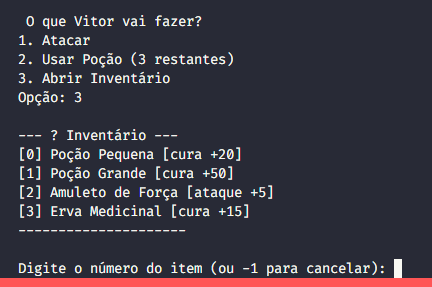 O que Vitor vai fazer?
1. Atacar
2. Usar Poção (3 restantes)
3. Abrir Inventário
Opção: 3
--- ? Inventário ---
[0] Poção Pequena [cura +20]
[1] Poção Grande [cura +50]
[2] Amuleto de Força [ataque +5]
[3] Erva Medicinal [cura +15]
---------------------
Digite o número do item (ou -1 para cancelar):